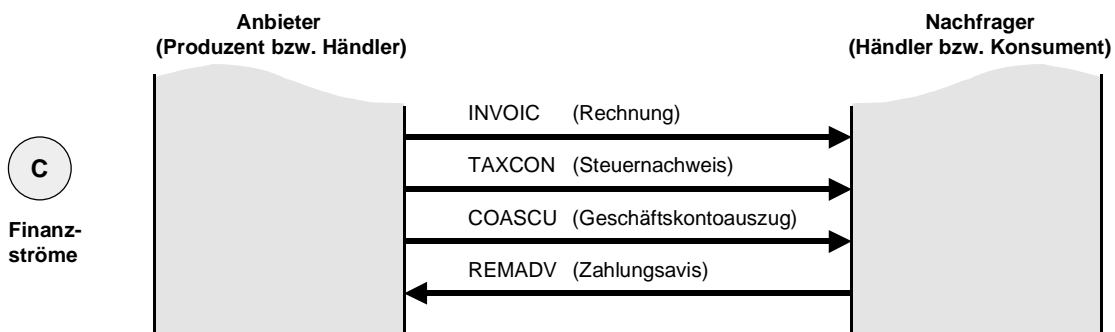 Anbieter
(Produzent bzw. Händler)
Nachfrager
(Händler bzw. Konsument)
INVOIC (Rechnung)
TAXCON (Steuernachweis)
COASCU (Geschäftskontoauszug)
REMADV (Zahlungsavis)
C
Finanz-
ströme